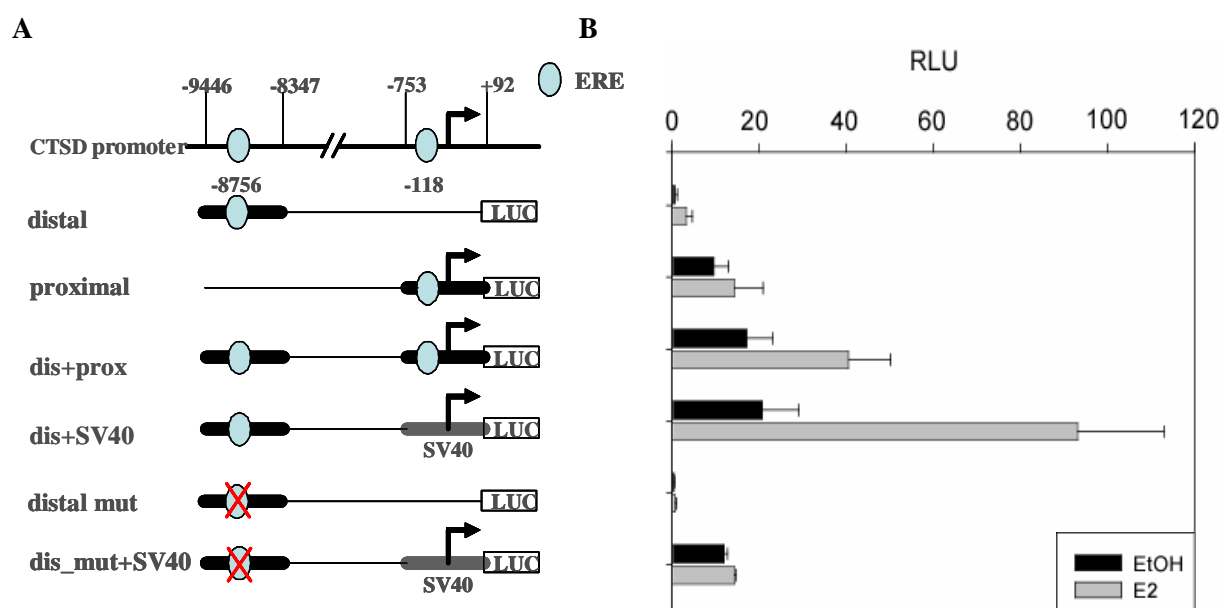 A
B
RLU
-9446
-8347
-753
+92
ERE
0
20
40
60
80
100
120
CTSD promoter
-8756
-118
distal
LUC
proximal
LUC
dis+prox
LUC
dis+SV40
SV40
LUC
distal mut
LUC
dis_mut+SV40
SV40
LUC
EtOH
E2